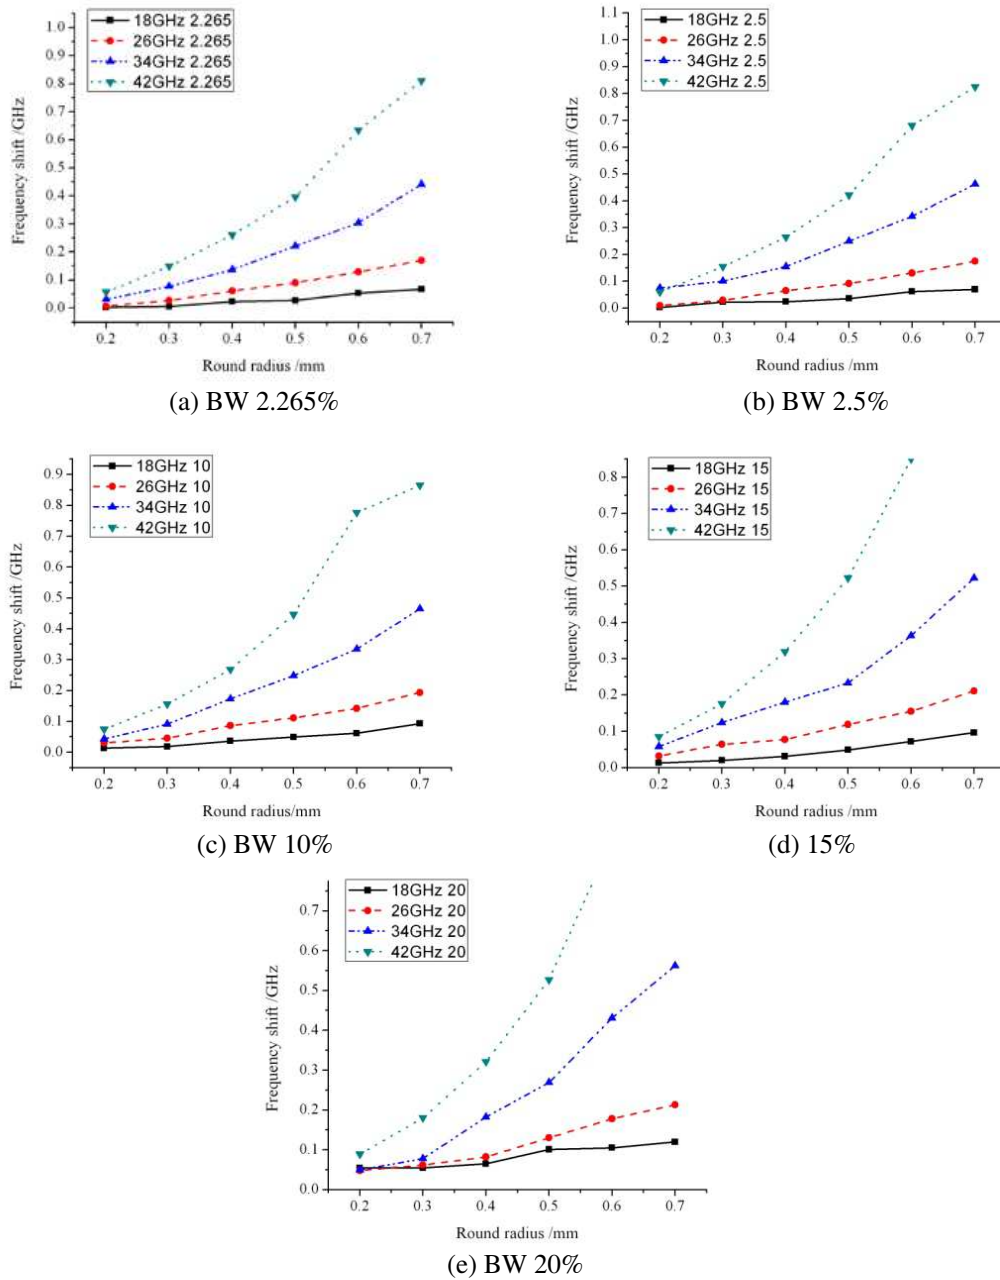 1.0
0.9
0.8
0.7
0.6
0.5
0.4
0.3
0.2
0.1
0.0
Frequency shift /GHz
18GHz 2.265
26GHz 2.265
34GHz 2.265
42GHz 2.265
0.2 0.3 0.4 0.5 0.6 0.7
Round radius /mm
(a) BW 2.265%
1.1
1.0
0.9
0.8
0.7
0.6
0.5
0.4
0.3
0.2
0.1
0.0
Frequency shift /GHz
18GHz 2.5
26GHz 2.5
34GHz 2.5
42GHz 2.5
0.2 0.3 0.4 0.5 0.6 0.7
Round radius /mm
(b) BW 2.5%
0.9
0.8
0.7
0.6
0.5
0.4
0.3
0.2
0.1
0.0
Frequency shift /GHz
18GHz 10
26GHz 10
34GHz 10
42GHz 10
0.2 0.3 0.4 0.5 0.6 0.7
Round radius/mm
(c) BW 10%
0.8
0.7
0.6
0.5
0.4
0.3
0.2
0.1
0.0
Frequency shift /GHz
18GHz 15
26GHz 15
34GHz 15
42GHz 15
0.2 0.3 0.4 0.5 0.6 0.7
Round radius /mm
(d) 15%
0.7
0.6
0.5
0.4
0.3
0.2
0.1
0.0
Frequency shift /GHz
18GHz 20
26GHz 20
34GHz 20
42GHz 20
0.2 0.3 0.4 0.5 0.6 0.7
Round radius /mm
(e) BW 20%